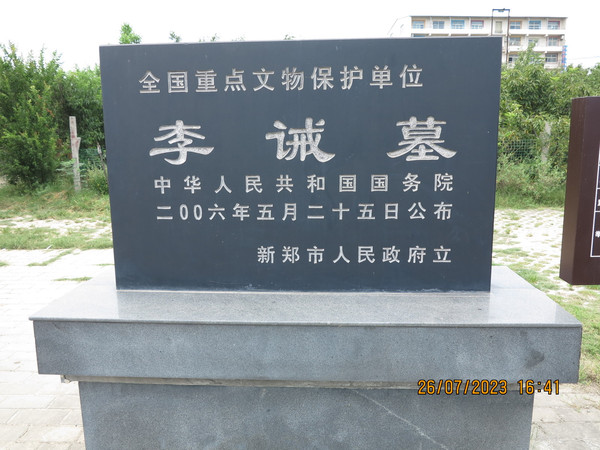 全国重点文物保护单位
李诫墓
中华人民共和国国务院
二〇〇六年五月二十五日公布
新郑市人民政府立
26/07/2023 16:41